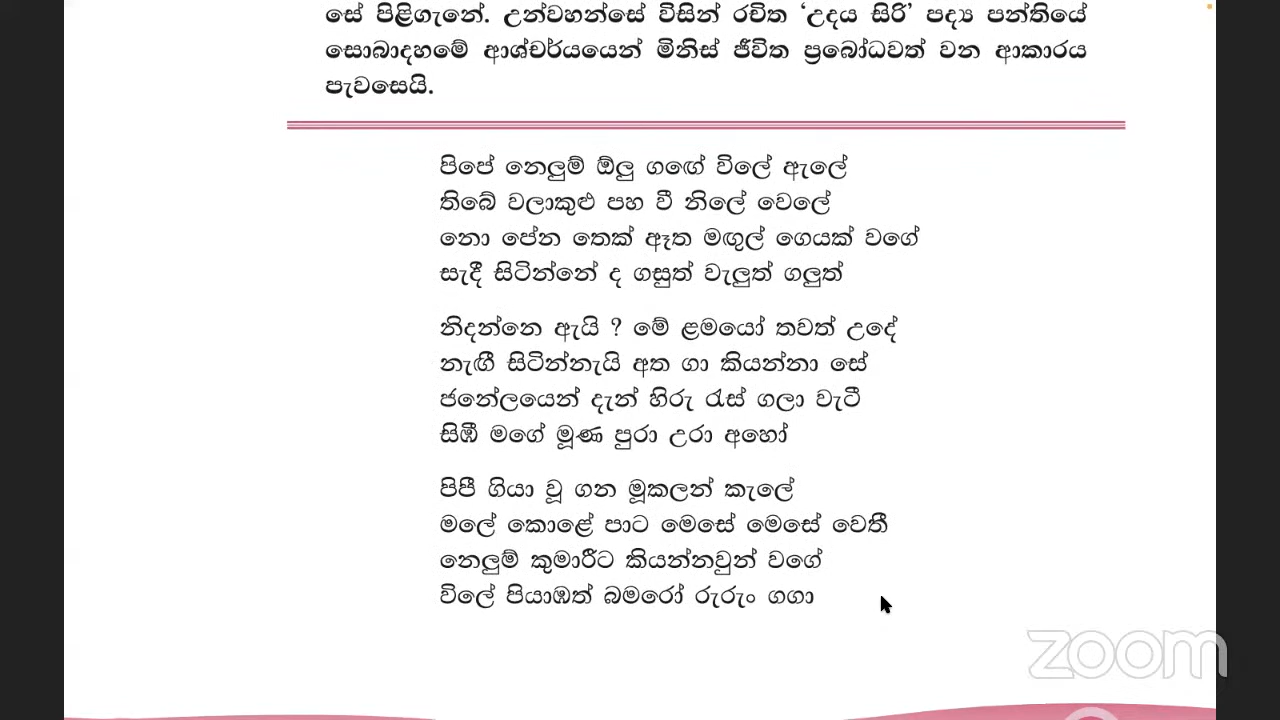 සේ පිළිගැනේ. උන්වහන්සේ විසින් රචිත ‘උදය සිරි’ පද්‍ය පන්තියේ
සොබාදහමේ ආශ්චර්යයෙන් මිනිස් ජීවිත ප්‍රබෝධවත් වන ආකාරය
පැවසෙයි.
පිපේ නෙලුම් ඕලු ගඟේ විලේ ඇලේ
තිබේ වලාකුළු පහ වී නිලේ වෙලේ
නො පේන තෙක් ඈත මඟුල් ගෙයක් වගේ
සැදී සිටින්නේ ද ගසුත් වැලුත් ගලුත්
නිදන්නෙ ඇයි ? මේ ළමයෝ තවත් උදේ
නැඟී සිටින්නැයි අත ගා කියන්නා සේ
ජනේලයෙන් දැන් හිරු රැස් ගලා වැටී
සිඹී මගේ මූණ පුරා උරා අහෝ
පිපී ගියා වූ ගන මූකලන් කැලේ
මලේ කොළේ පාට මෙසේ මෙසේ වෙතී
නෙලුම් කුමාරීට කියන්නවුන් වගේ
විලේ පියාඹත් බමරෝ රුරුං ගගා
zoom